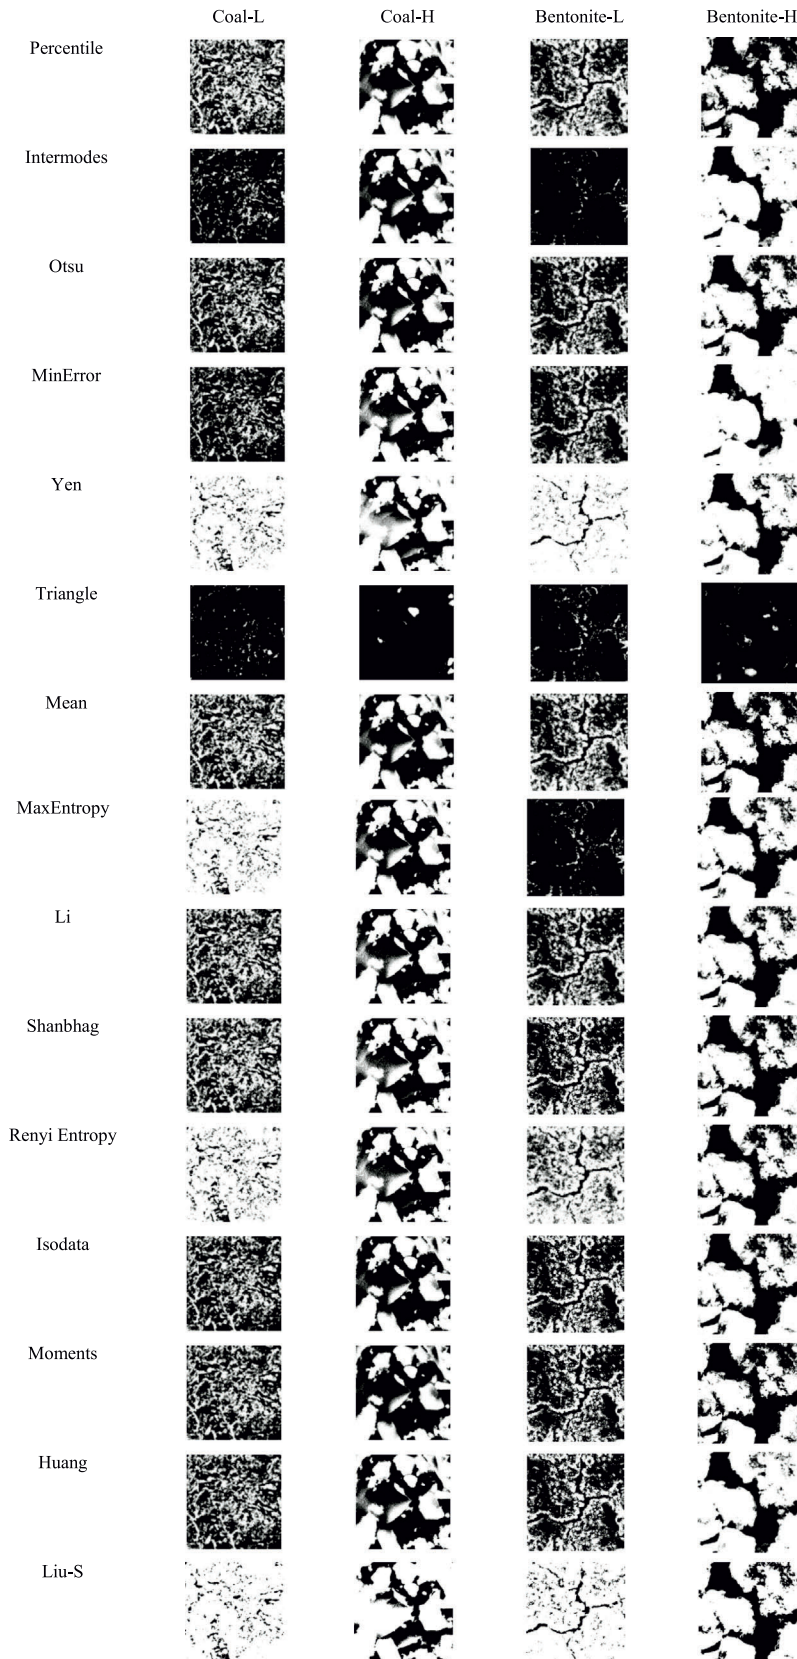 Coal-L Coal-H Bentonite-L Bentonite-H
Percentile
Intermodes
Otsu
MinError
Yen
Triangle
Mean
MaxEntropy
Li
Shanbhag
Renyi Entropy
Isodata
Moments
Huang
Liu-S